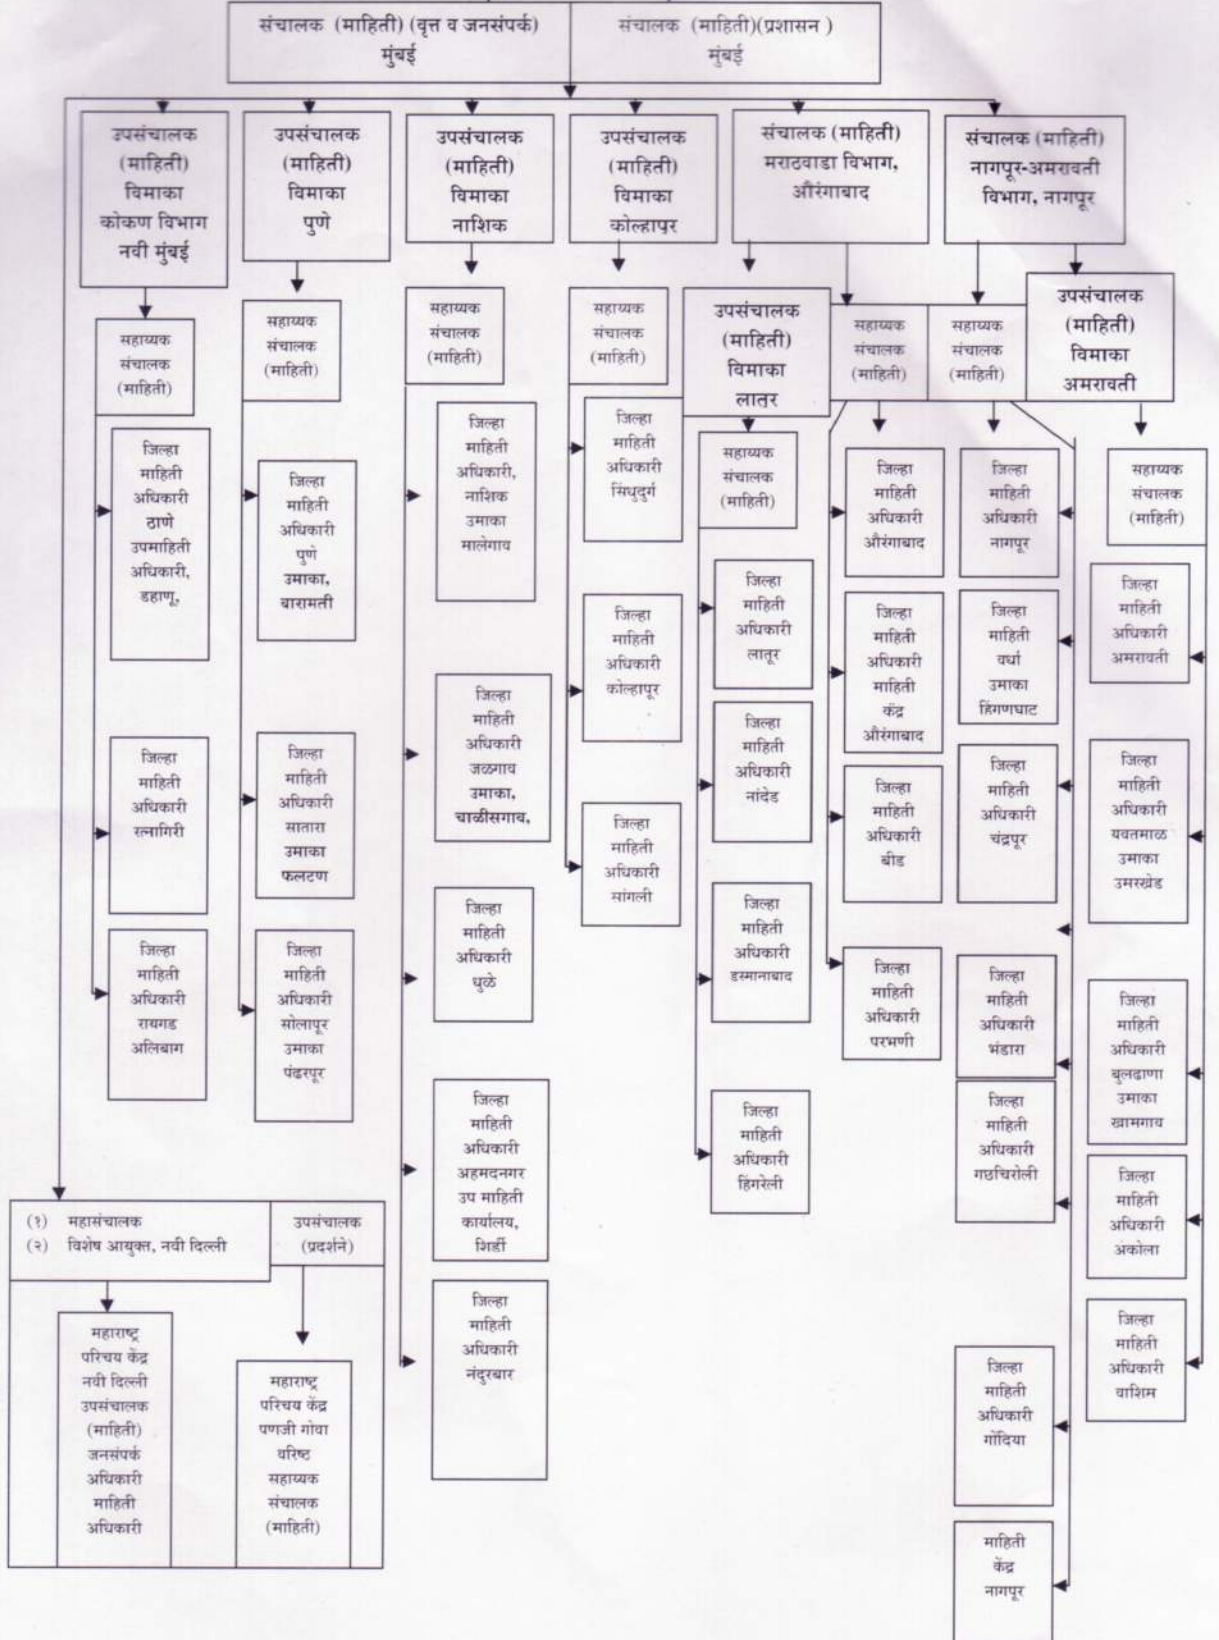 संचालक (माहिती) (वृत्त व जनसंपर्क)
मुंबई
संचालक (माहिती)(प्रशासन )
मुंबई
उपसंचालक
(माहिती)
विमाका
कोकण विभाग
नवी मुंबई
उपसंचालक
(माहिती)
विमाका
पुणे
उपसंचालक
(माहिती)
विमाका
नाशिक
उपसंचालक
(माहिती)
विमाका
कोल्हापूर
संचालक (माहिती)
मराठवाडा विभाग,
औरंगाबाद
संचालक (माहिती)
नागपूर-अमरावती
विभाग, नागपूर
सहाय्यक
संचालक
(माहिती)
सहाय्यक
संचालक
(माहिती)
सहाय्यक
संचालक
(माहिती)
सहाय्यक
संचालक
(माहिती)
उपसंचालक
(माहिती)
विमाका
लातूर
सहाय्यक
संचालक
(माहिती)
सहाय्यक
संचालक
(माहिती)
उपसंचालक
(माहिती)
विमाका
अमरावती
सहाय्यक
संचालक
(माहिती)
सहाय्यक
संचालक
(माहिती)
जिल्हा
माहिती
अधिकारी
ठाणे
उपमाहिती
अधिकारी,
डहाणू,
जिल्हा
माहिती
अधिकारी
रत्नागिरी
जिल्हा
माहिती
अधिकारी
रायगड
अलिबाग
जिल्हा
माहिती
अधिकारी
पुणे
उमाका,
बारामती
जिल्हा
माहिती
अधिकारी
सातारा
उमाका
फलटण
जिल्हा
माहिती
अधिकारी
सोलापूर
उमाका
पंढरपूर
जिल्हा
माहिती
अधिकारी,
नाशिक
उमाका
मालेगाव
जिल्हा
माहिती
अधिकारी
जळगाव
उमाका,
चाळीसगाव,
जिल्हा
माहिती
अधिकारी
धुळे
जिल्हा
माहिती
अधिकारी
अहमदनगर
उप माहिती
कार्यालय,
शिर्डी
जिल्हा
माहिती
अधिकारी
नंदुरबार
जिल्हा
माहिती
अधिकारी
सिंधुदुर्ग
जिल्हा
माहिती
अधिकारी
कोल्हापूर
जिल्हा
माहिती
अधिकारी
सांगली
जिल्हा
माहिती
अधिकारी
लातूर
जिल्हा
माहिती
अधिकारी
नांदेड
जिल्हा
माहिती
अधिकारी
डस्मानाबाद
जिल्हा
माहिती
अधिकारी
हिंगरेली
जिल्हा
माहिती
अधिकारी
औरंगाबाद
जिल्हा
माहिती
अधिकारी
माहिती
केंद्र
औरंगाबाद
जिल्हा
माहिती
अधिकारी
बीड
जिल्हा
माहिती
अधिकारी
परभणी
जिल्हा
माहिती
अधिकारी
नागपूर
जिल्हा
माहिती
वर्धा
उमाका
हिंगणघाट
जिल्हा
माहिती
अधिकारी
चंद्रपूर
जिल्हा
माहिती
अधिकारी
भंडारा
जिल्हा
माहिती
अधिकारी
गछचिरोली
जिल्हा
माहिती
अधिकारी
गोंदिया
माहिती
केंद्र
नागपूर
जिल्हा
माहिती
अधिकारी
अमरावती
जिल्हा
माहिती
अधिकारी
यवतमाळ
उमाका
उमरखेड
जिल्हा
माहिती
अधिकारी
बुलढाणा
उमाका
खामगाव
जिल्हा
माहिती
अधिकारी
अकोला
जिल्हा
माहिती
अधिकारी
वाशिम
(१) महासंचालक
(२) विशेष आयुक्त, नवी दिल्ली
उपसंचालक
(प्रदर्शने)
महाराष्ट्र
परिचय केंद्र
नवी दिल्ली
उपसंचालक
(माहिती)
जनसंपर्क
अधिकारी
माहिती
अधिकारी
महाराष्ट्र
परिचय केंद्र
पणजी गोवा
वरिष्ठ
सहाय्यक
संचालक
(माहिती)